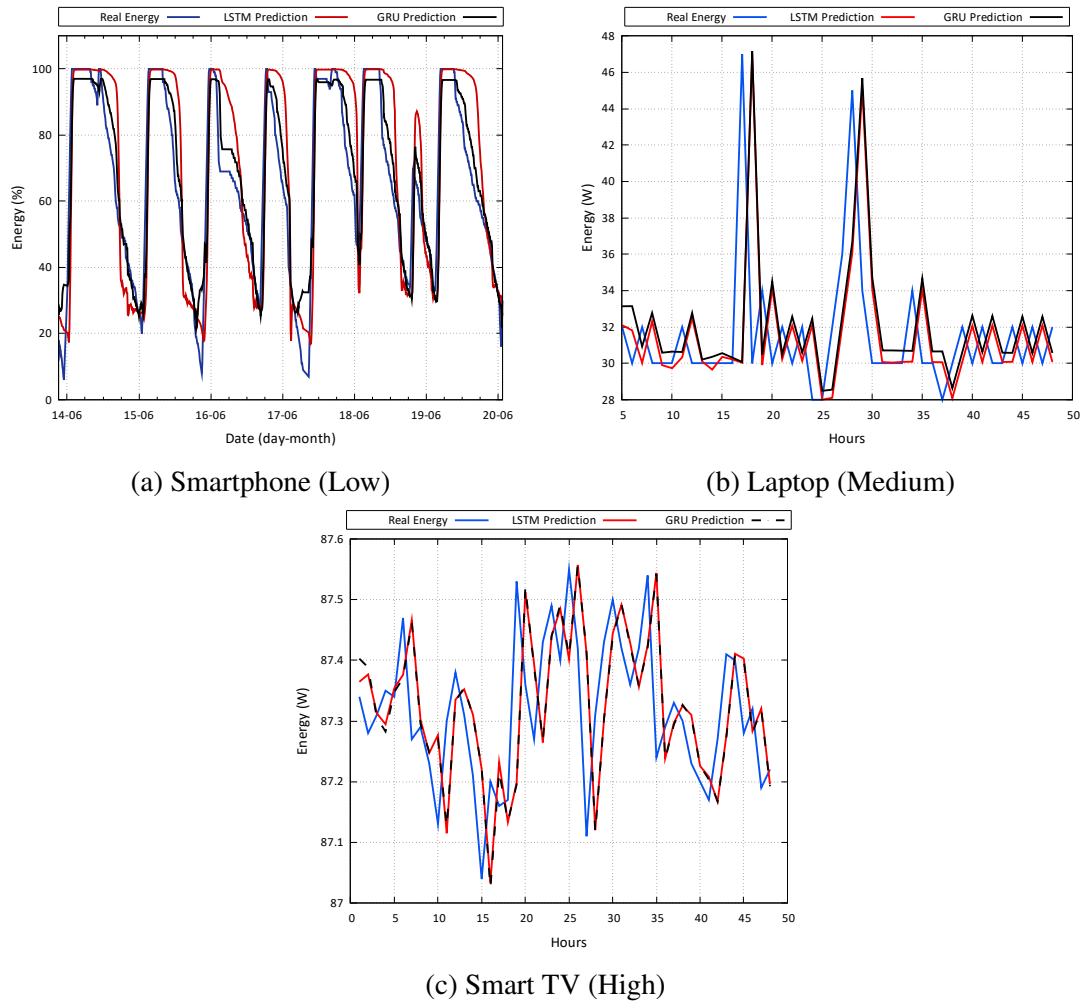 Real Energy LSTM Prediction GRU Prediction
Energy (%)
100
80
60
40
20
0
14-06 15-06 16-06 17-06 18-06 19-06 20-06
Date (day-month)
(a) Smartphone (Low)
Real Energy LSTM Prediction GRU Prediction
Energy (W)
48
46
44
42
40
38
36
34
32
30
28
5 10 15 20 25 30 35 40 45 50
Hours
(b) Laptop (Medium)
Real Energy LSTM Prediction GRU Prediction
Energy (W)
87.6
87.5
87.4
87.3
87.2
87.1
87
0 5 10 15 20 25 30 35 40 45 50
Hours
(c) Smart TV (High)